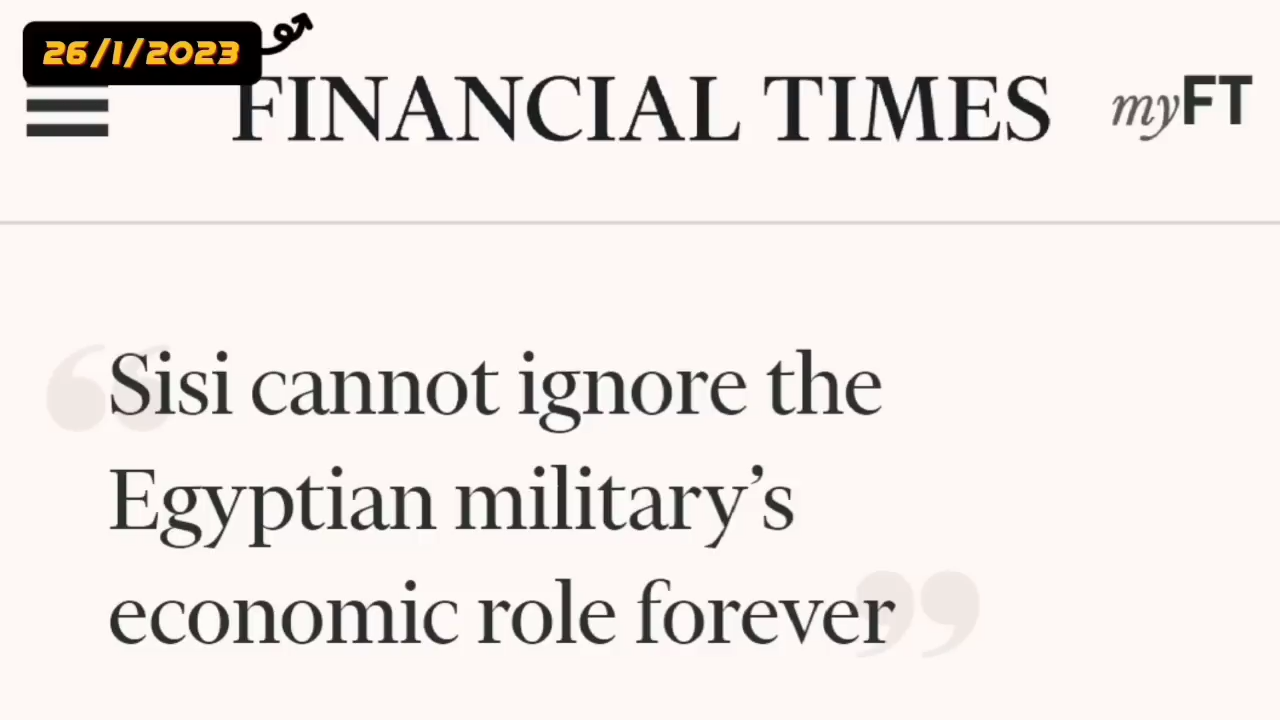 26/1/2023
FINANCIAL TIMES myFT
“Sisi cannot ignore the
Egyptian military’s
economic role forever”